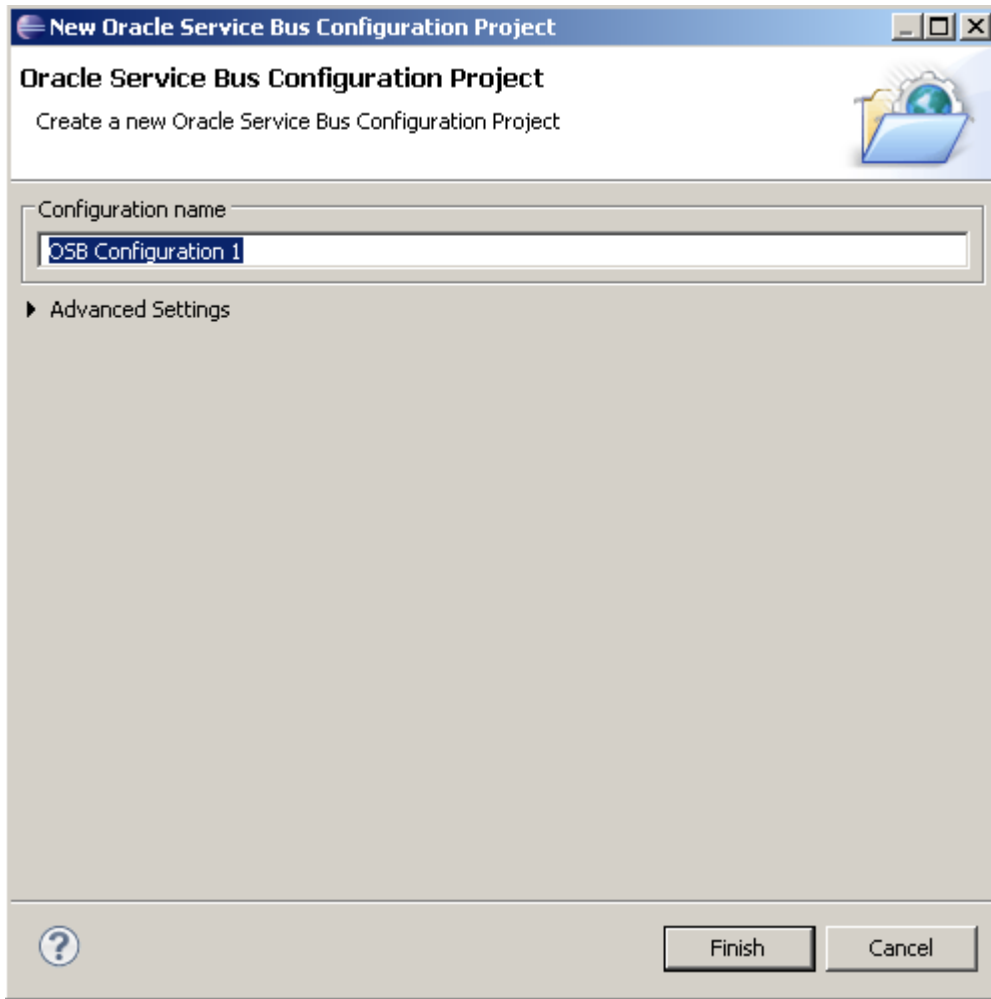 New Oracle Service Bus Configuration Project
Oracle Service Bus Configuration Project
Create a new Oracle Service Bus Configuration Project
Configuration name
OSB Configuration 1
Advanced Settings
?
Finish
Cancel